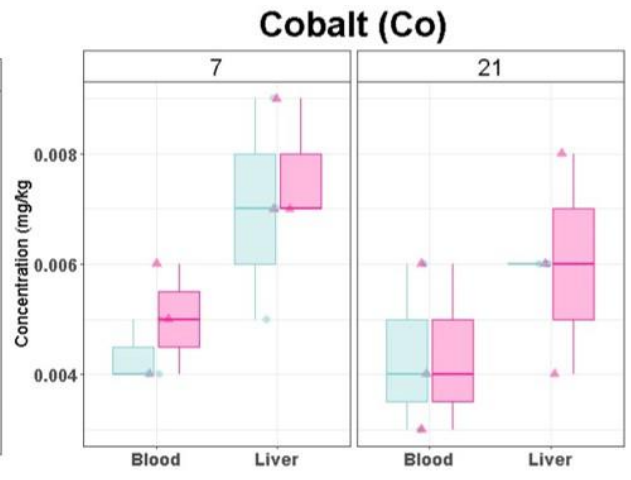 Cobalt (Co)
7
21
Concentration (mg/kg)
0.008
0.006
0.004
Blood
Liver
Blood
Liver